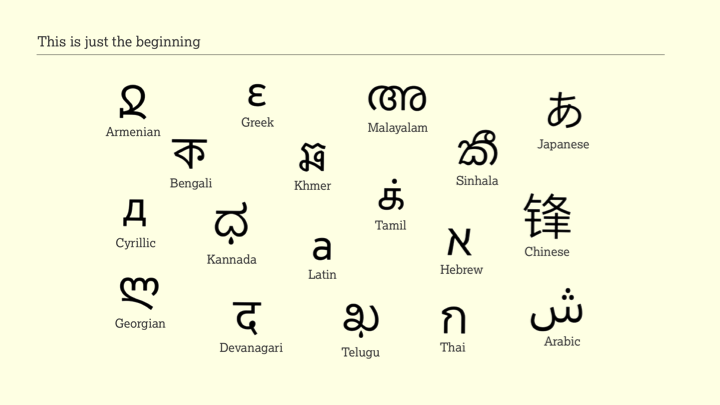 This is just the beginning
ջ
Armenian
ε
Greek
അ
Malayalam
あ
Japanese
ক
Bengali
ඤ
Sinhala
க்
Tamil
д
Cyrillic
ಥ
Kannada
a
Latin
א
Hebrew
锋
Chinese
Khmer
Georgian
द
Devanagari
ఖ
Telugu
ก
Thai
ش
Arabic